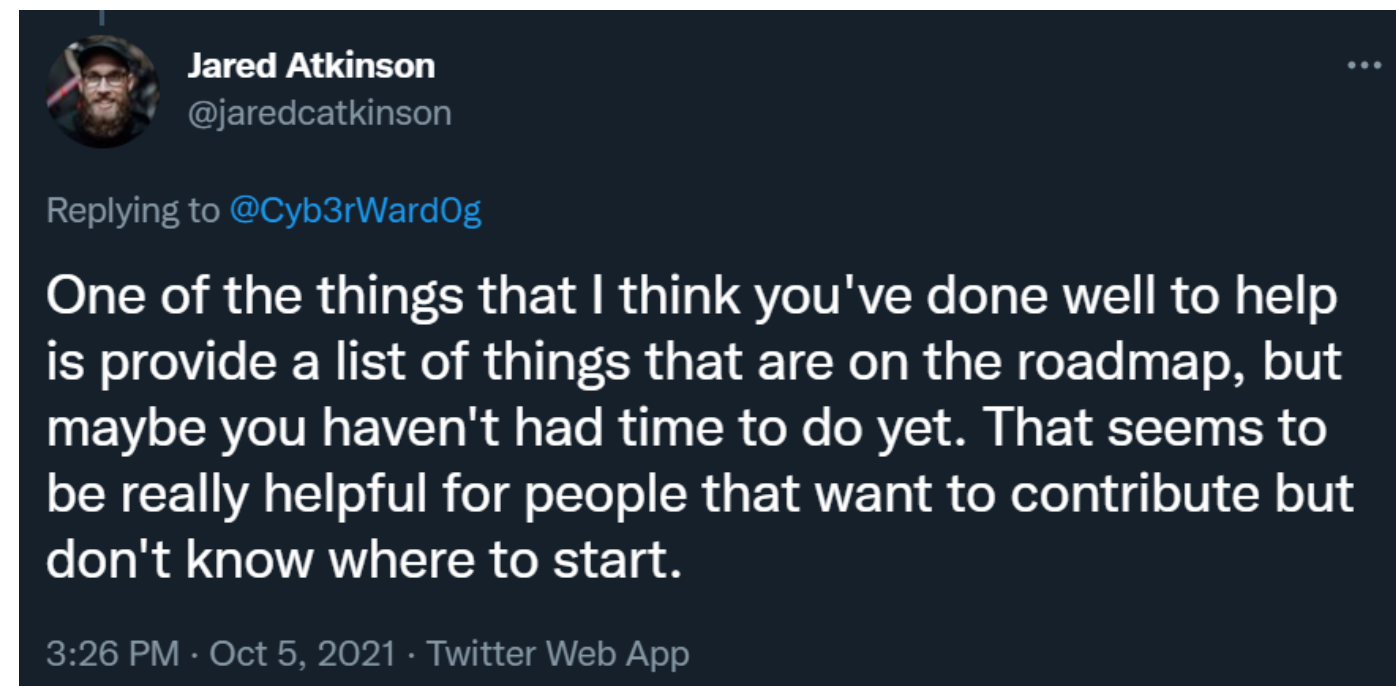 Jared Atkinson
@jaredcatkinson
Replying to @Cyb3rWard0g
One of the things that I think you've done well to help
is provide a list of things that are on the roadmap, but
maybe you haven't had time to do yet. That seems to
be really helpful for people that want to contribute but
don't know where to start.
3:26 PM · Oct 5, 2021 · Twitter Web App